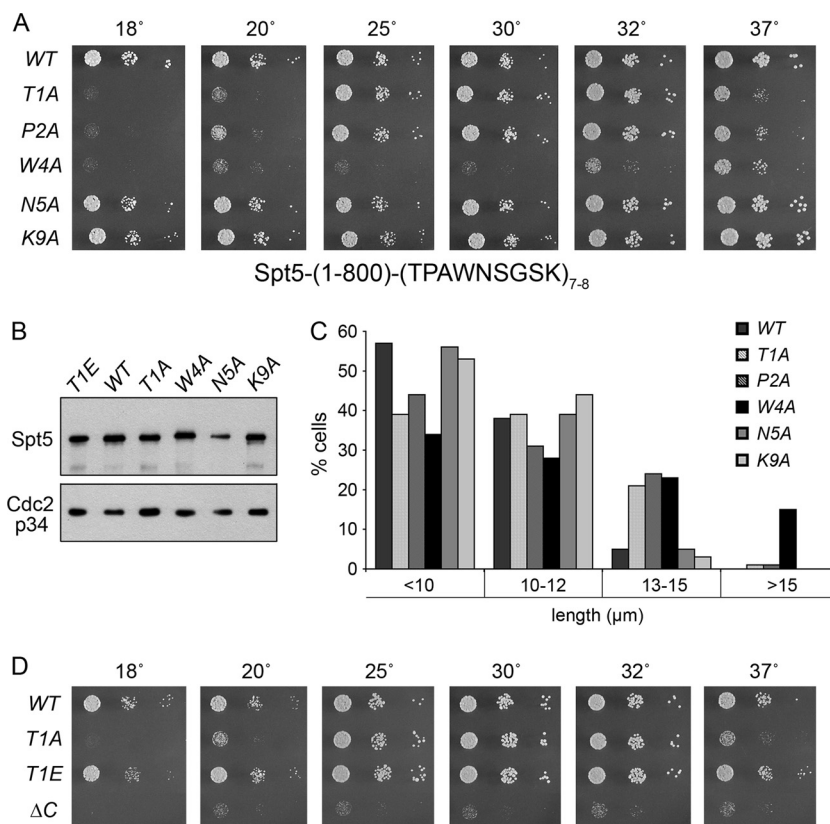 A
18˚ 20˚ 25˚ 30˚ 32˚ 37˚
WT
T1A
P2A
W4A
N5A
K9A
Spt5-(1-800)-(TPAWNSGSK)7-8
B
T1E WT T1A W4A N5A K9A
Spt5
Cdc2
p34
C
60
50
40
30
20
10
0
% cells
<10 10-12 13-15 >15
length (µm)
WT
T1A
P2A
W4A
N5A
K9A
D
18˚ 20˚ 25˚ 30˚ 32˚ 37˚
WT
T1A
T1E
ΔC